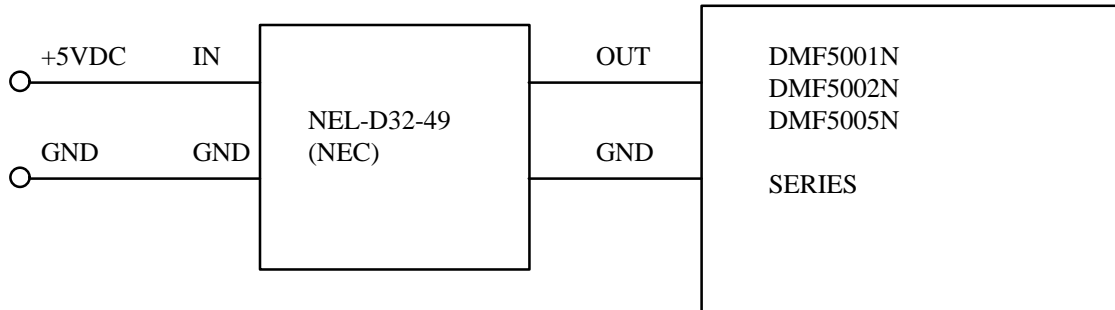 +5VDC IN
OUT
DMF5001N
DMF5002N
DMF5005N
NEL-D32-49
(NEC)
GND GND
GND
SERIES